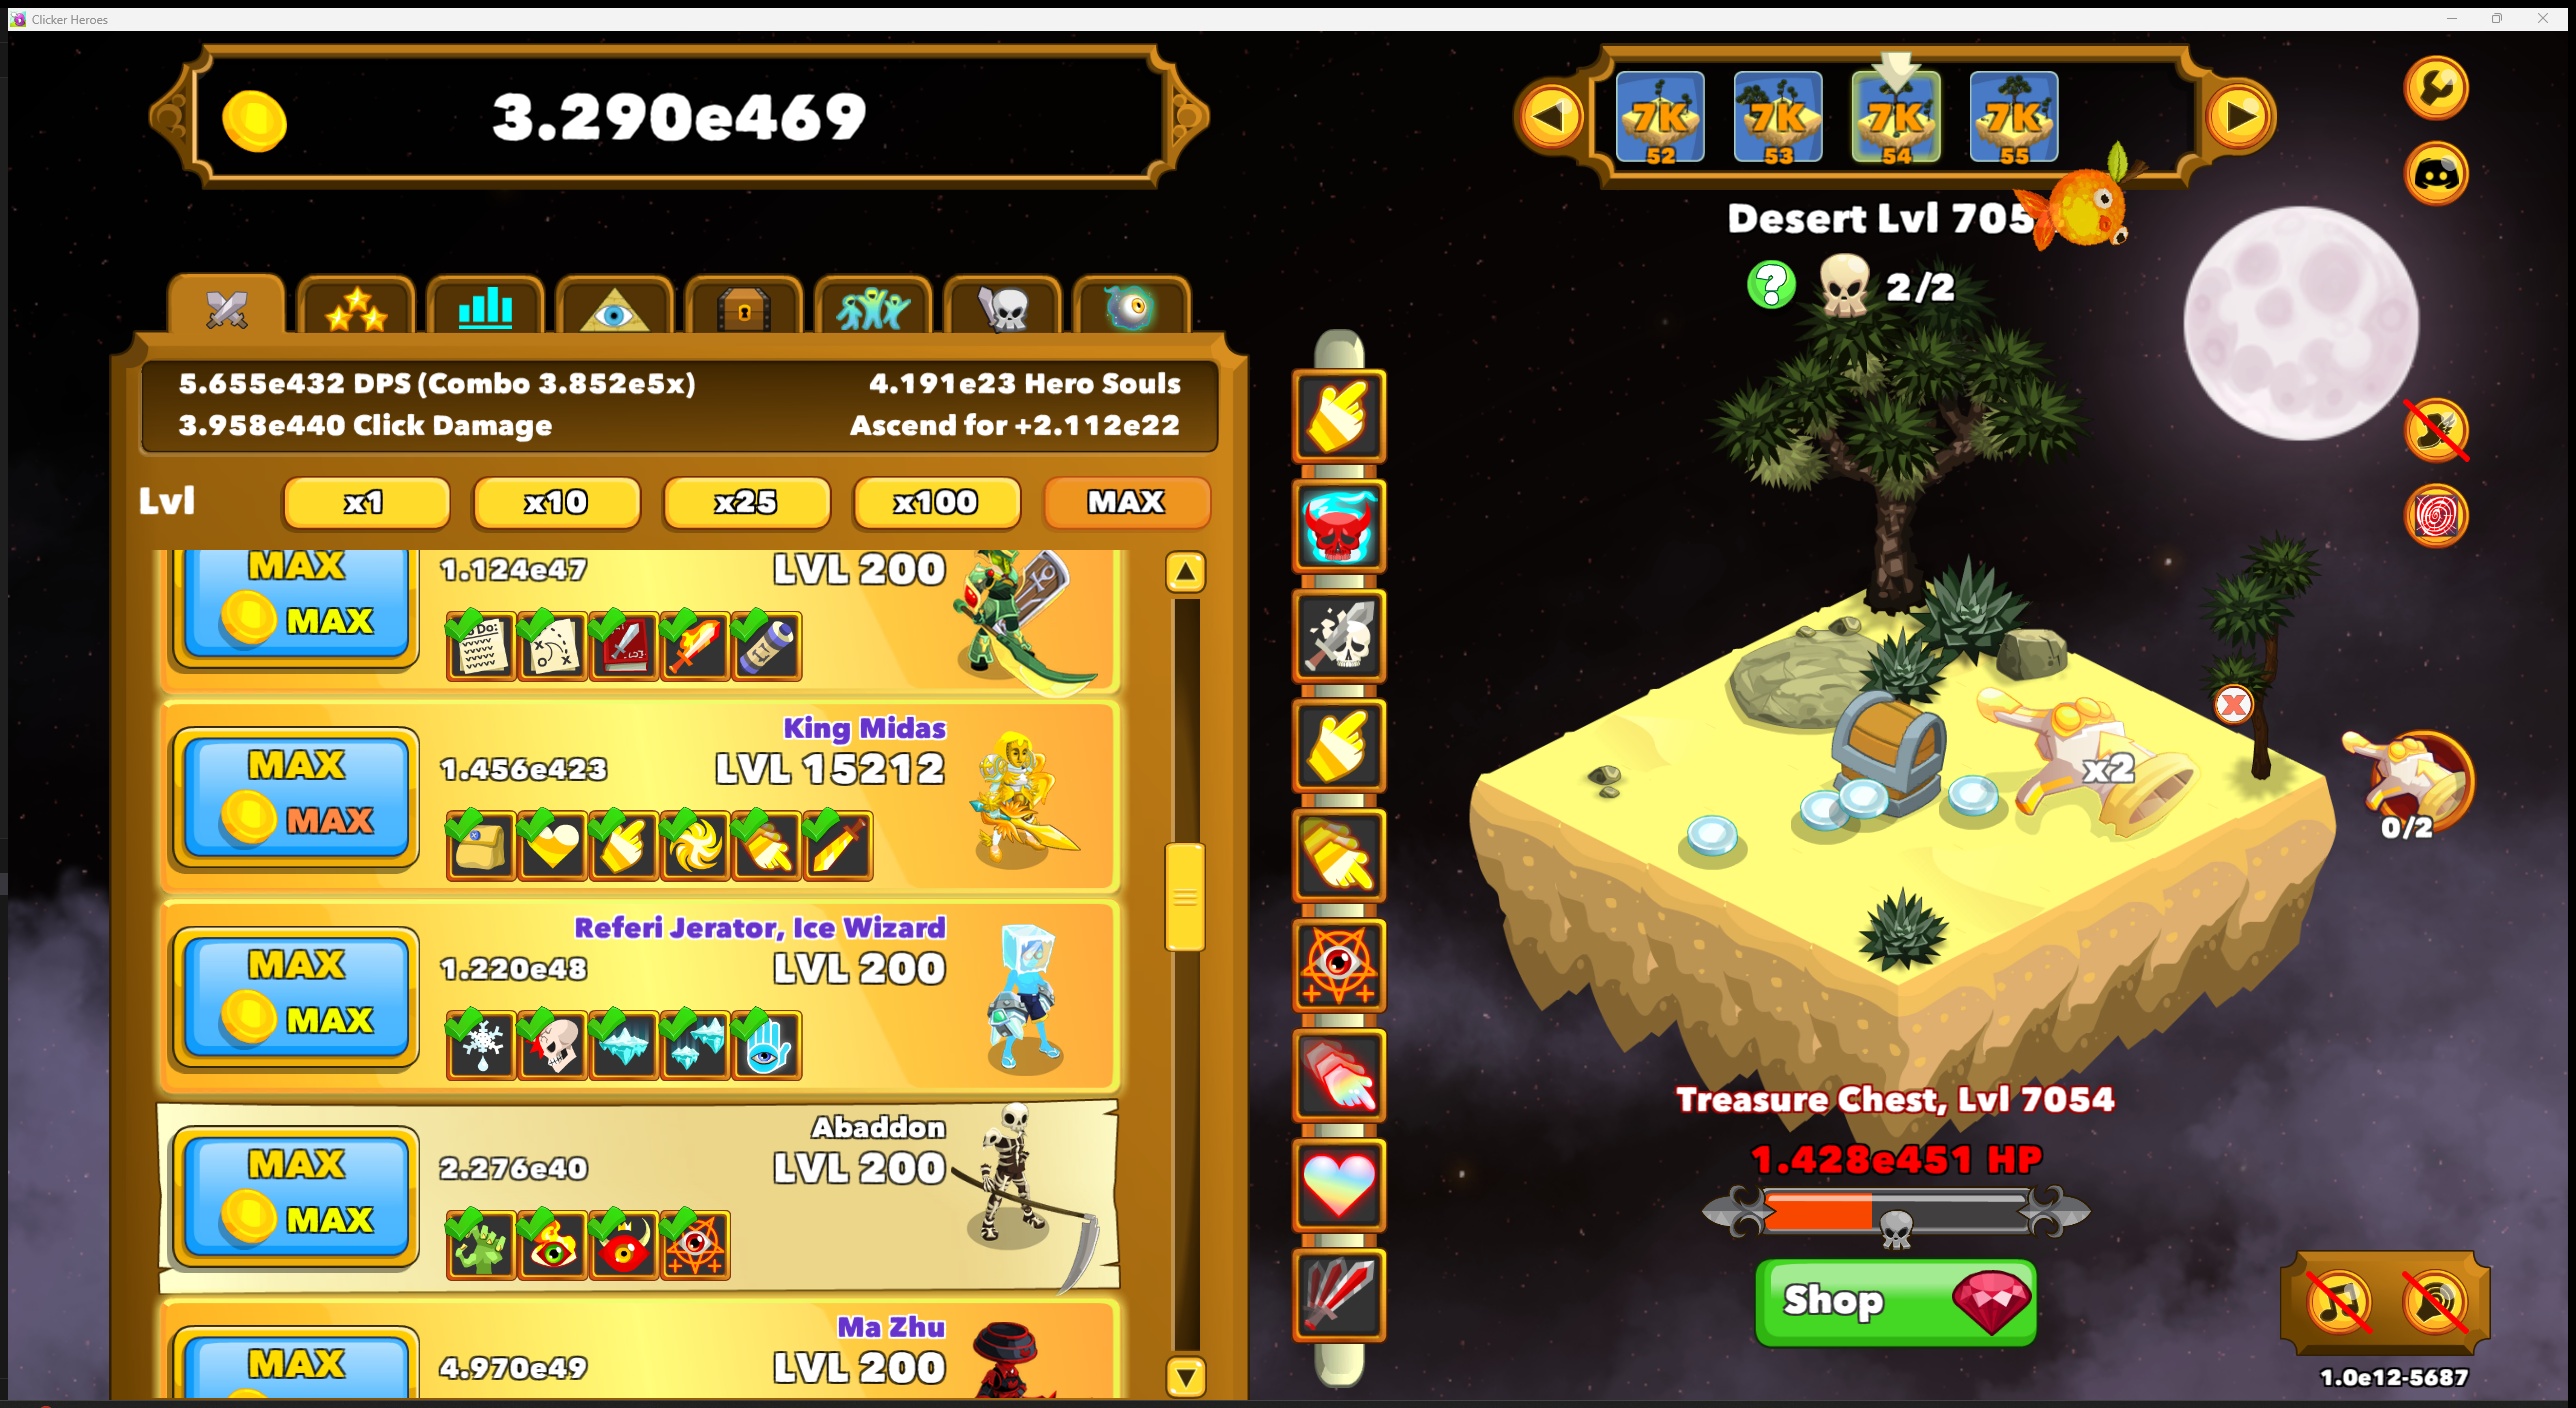 Clicker Heroes
3.290e469
7K
52
7K
53
7K
54
7K
55
Desert Lvl 705
2/2
5.655e432 DPS (Combo 3.852e5x)
4.191e23 Hero Souls
3.958e440 Click Damage
Ascend for +2.112e22
Lvl
x1
x10
x25
x100
MAX
MAX
MAX
1.124e47
LVL 200
Do:
King Midas
MAX
MAX
1.456e423
LVL 15212
Referi Jerator, Ice Wizard
MAX
MAX
1.220e48
LVL 200
Abaddon
MAX
MAX
2.276e40
LVL 200
Ma Zhu
MAX
4.970e49
LVL 200
x2
0/2
Treasure Chest, Lvl 7054
1.428e451 HP
Shop
1.0e12-5687